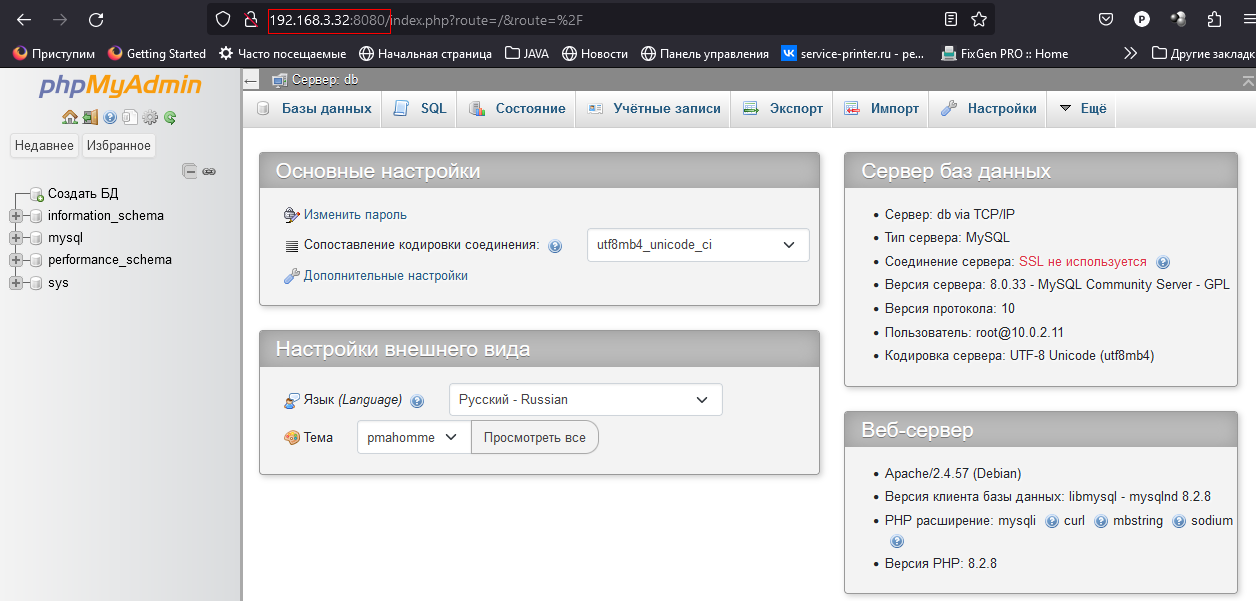 192.168.3.32:8080/index.php?route=/&route=%2F
Приступим Getting Started Часто посещаемые Начальная страница JAVA Новости Панель управления service-printer.ru - ре... FixGen PRO :: Home Другие закладк
phpMyAdmin
Недавнее Избранное
Создать БД
information_schema
mysql
performance_schema
sys
Сервер: db
Базы данных SQL Состояние Учётные записи Экспорт Импорт Настройки Ещё
Основные настройки
Изменить пароль
Сопоставление кодировки соединения: utf8mb4_unicode_ci
Дополнительные настройки
Настройки внешнего вида
Язык (Language) Русский - Russian
Тема pmahomme Просмотреть все
Сервер баз данных
• Сервер: db via TCP/IP
• Тип сервера: MySQL
• Соединение сервера: SSL не используется
• Версия сервера: 8.0.33 - MySQL Community Server - GPL
• Версия протокола: 10
• Пользователь: root@10.0.2.11
• Кодировка сервера: UTF-8 Unicode (utf8mb4)
Веб-сервер
• Apache/2.4.57 (Debian)
• Версия клиента базы данных: libmysql - mysqlnd 8.2.8
• PHP расширение: mysqli curl mbstring sodium
• Версия PHP: 8.2.8